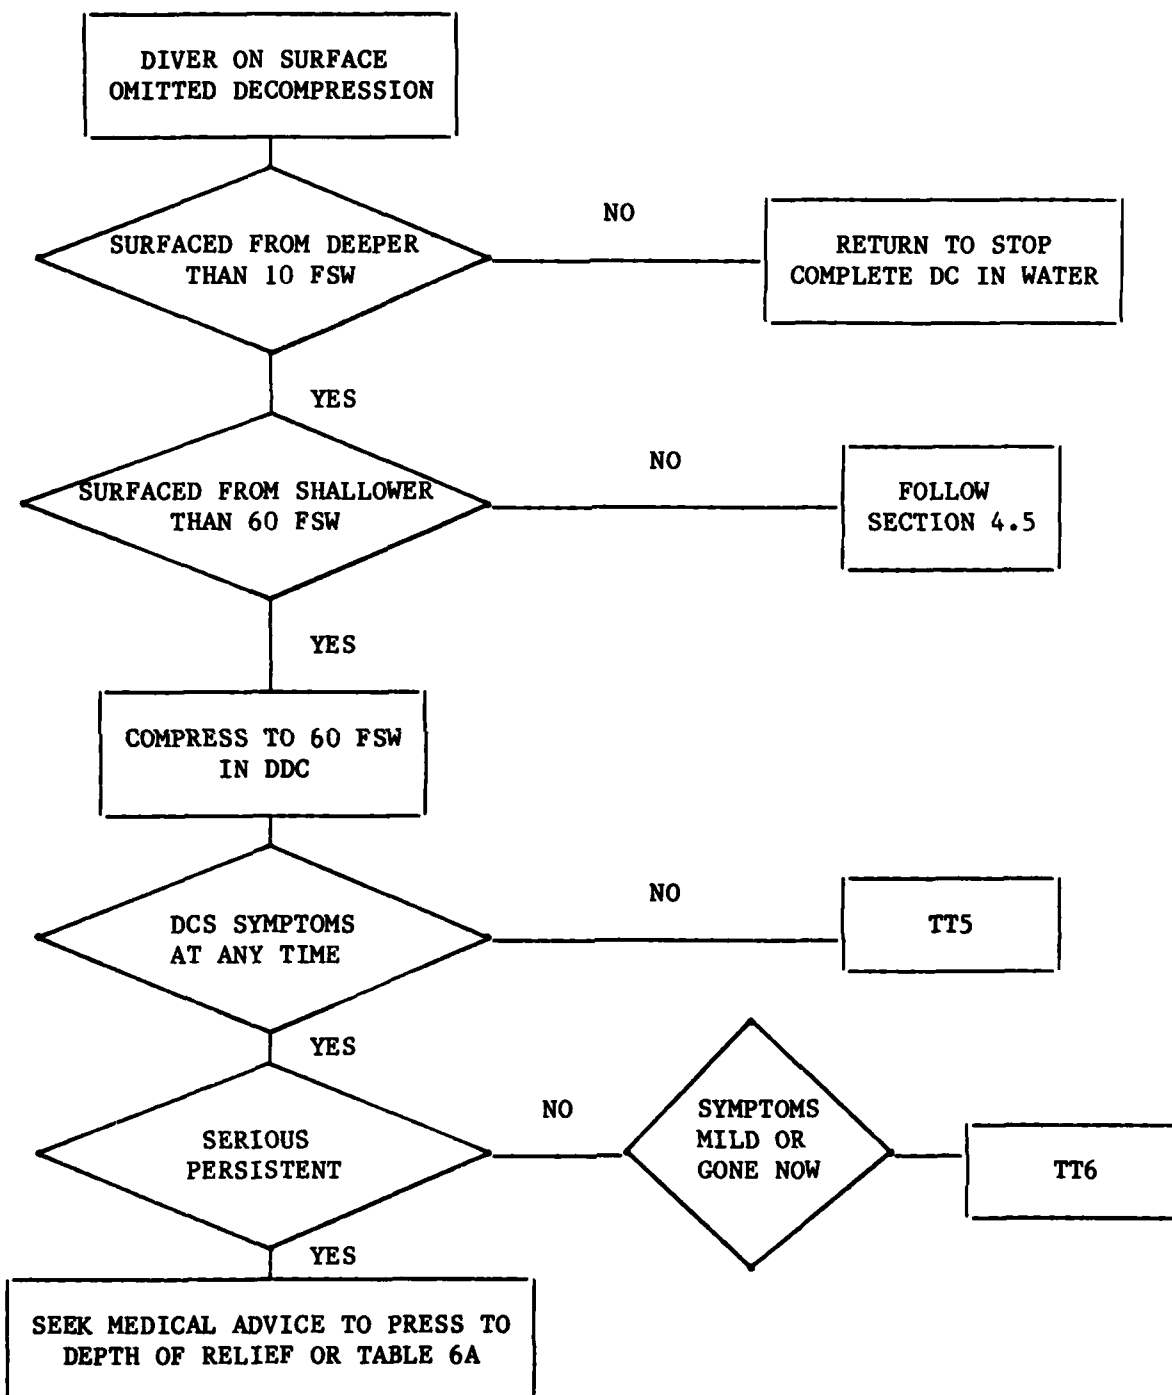 DIVER ON SURFACE
OMITTED DECOMPRESSION
SURFACED FROM DEEPER
THAN 10 FSW
NO
RETURN TO STOP
COMPLETE DC IN WATER
YES
SURFACED FROM SHALLOWER
THAN 60 FSW
NO
FOLLOW
SECTION 4.5
YES
COMPRESS TO 60 FSW
IN DDC
DCS SYMPTOMS
AT ANY TIME
NO
TT5
YES
SERIOUS
PERSISTENT
NO
SYMPTOMS
MILD OR
GONE NOW
TT6
YES
SEEK MEDICAL ADVICE TO PRESS TO
DEPTH OF RELIEF OR TABLE 6A